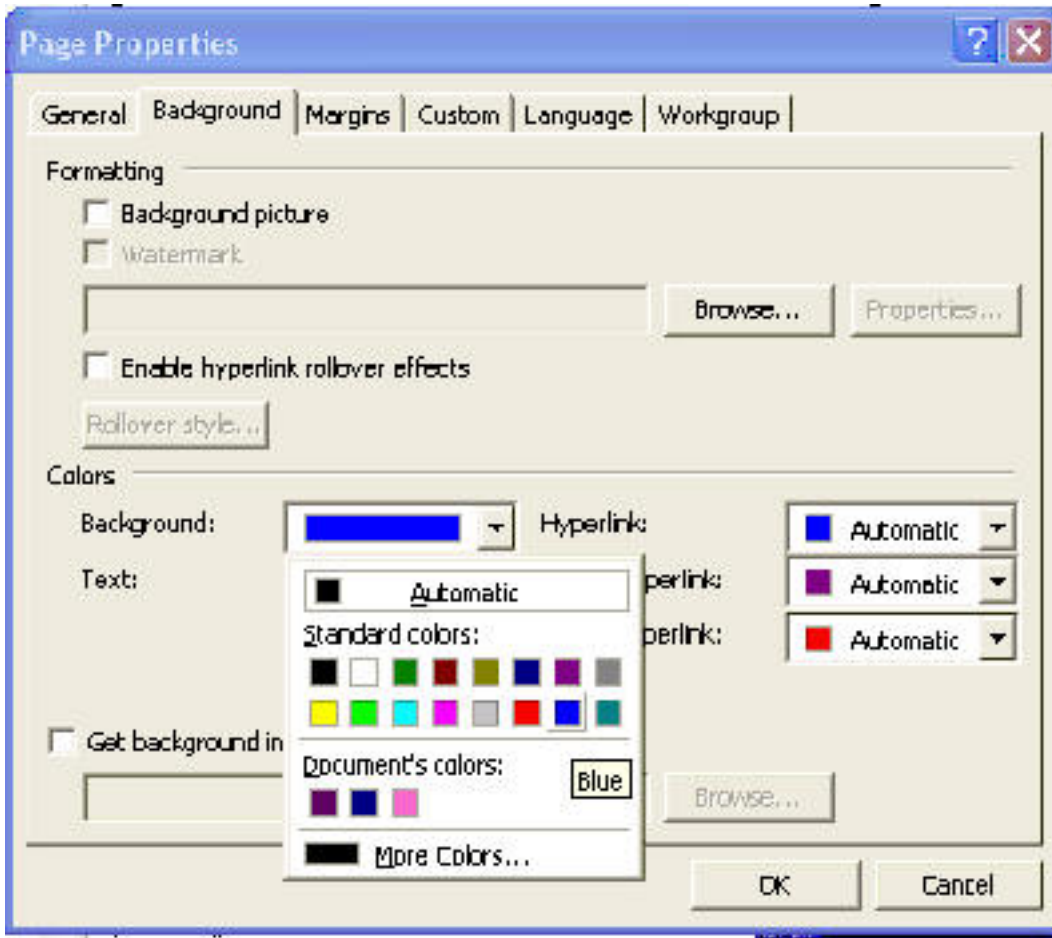 Page Properties
General Background Margins Custom Language Workgroup
Formatting
Background picture
Watermark
Browse... Properties...
Enable hyperlink rollover effects
Rollover style...
Colors
Background: Hyperlink: Automatic
Text: perlink: Automatic
Automatic
Standard colors: perlink: Automatic
Get background in
Document's colors:
Blue
Browse...
More Colors...
OK Cancel